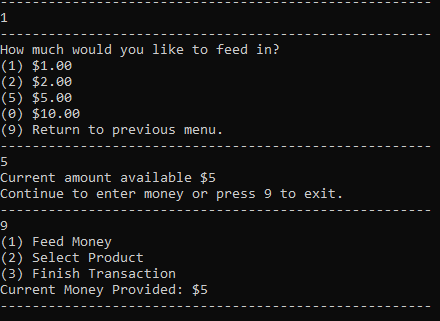 ------------------------------------------------------
1
------------------------------------------------------
How much would you like to feed in?
(1) $1.00
(2) $2.00
(5) $5.00
(0) $10.00
(9) Return to previous menu.
------------------------------------------------------
5
Current amount available $5
Continue to enter money or press 9 to exit.
------------------------------------------------------
9
(1) Feed Money
(2) Select Product
(3) Finish Transaction
Current Money Provided: $5
------------------------------------------------------